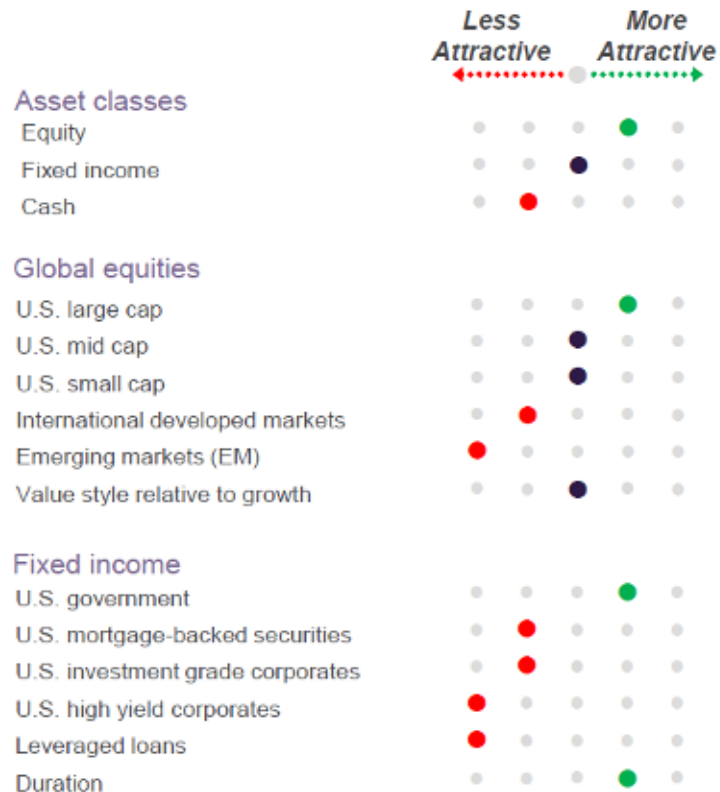 Less More
Attractive Attractive
Asset classes
Equity
Fixed income
Cash
Global equities
U.S. large cap
U.S. mid cap
U.S. small cap
International developed markets
Emerging markets (EM)
Value style relative to growth
Fixed income
U.S. government
U.S. mortgage-backed securities
U.S. investment grade corporates
U.S. high yield corporates
Leveraged loans
Duration